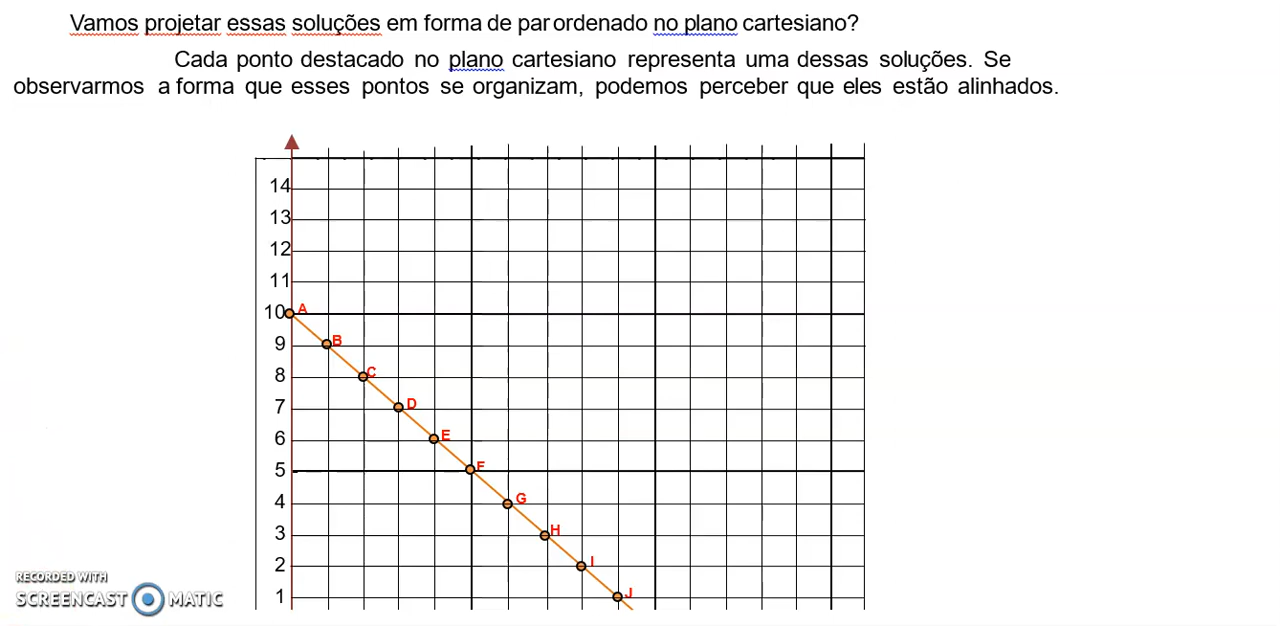 Vamos projetar essas soluções em forma de par ordenado no plano cartesiano?
Cada ponto destacado no plano cartesiano representa uma dessas soluções. Se
observarmos a forma que esses pontos se organizam, podemos perceber que eles estão alinhados.
14
13
12
11
10 A
9 B
8 C
7 D
6 E
5 F
4 G
3 H
2 I
1 J
RECORDED WITH
SCREENCAST MATIC